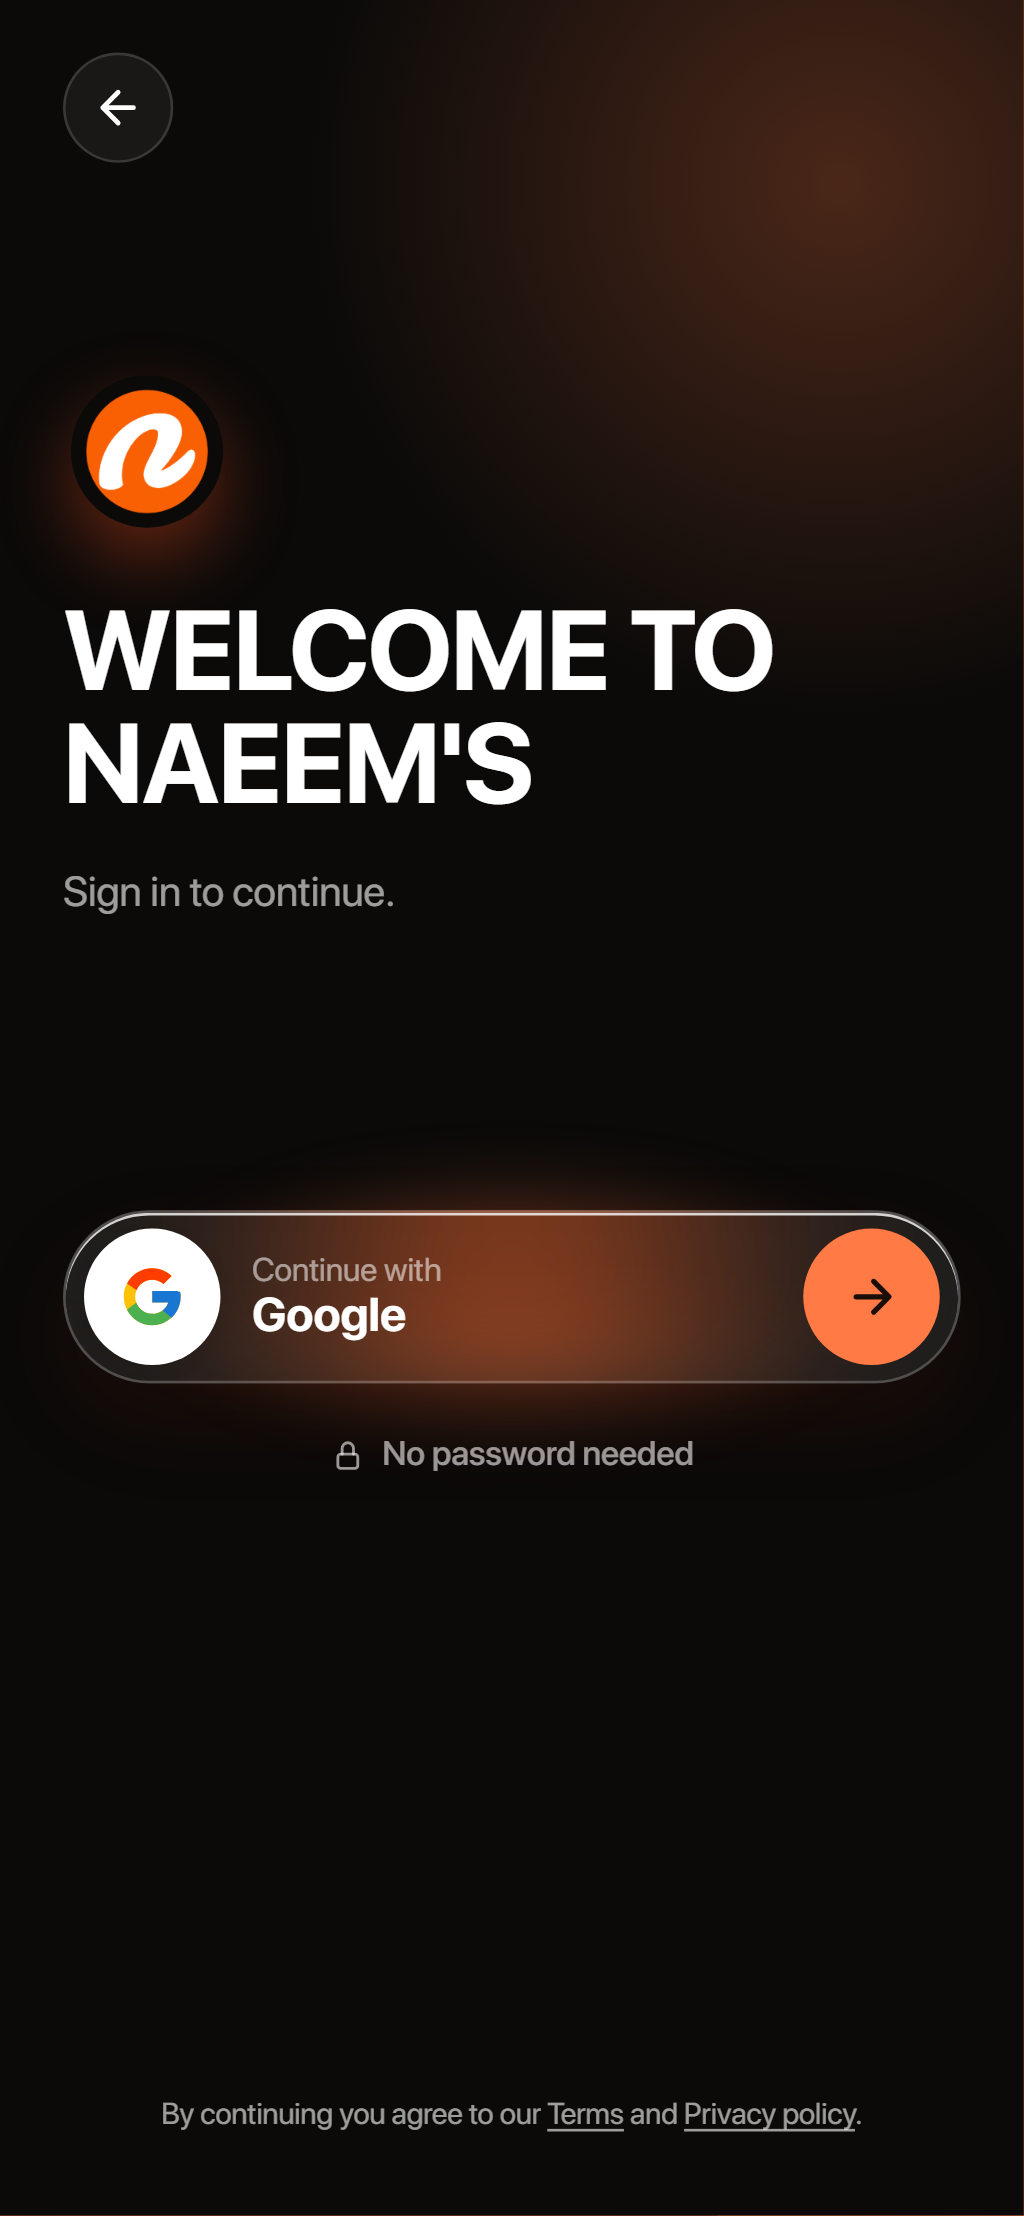 WELCOME TO
NAEEM'S
Sign in to continue.
Continue with
Google
No password needed
By continuing you agree to our Terms and Privacy policy.